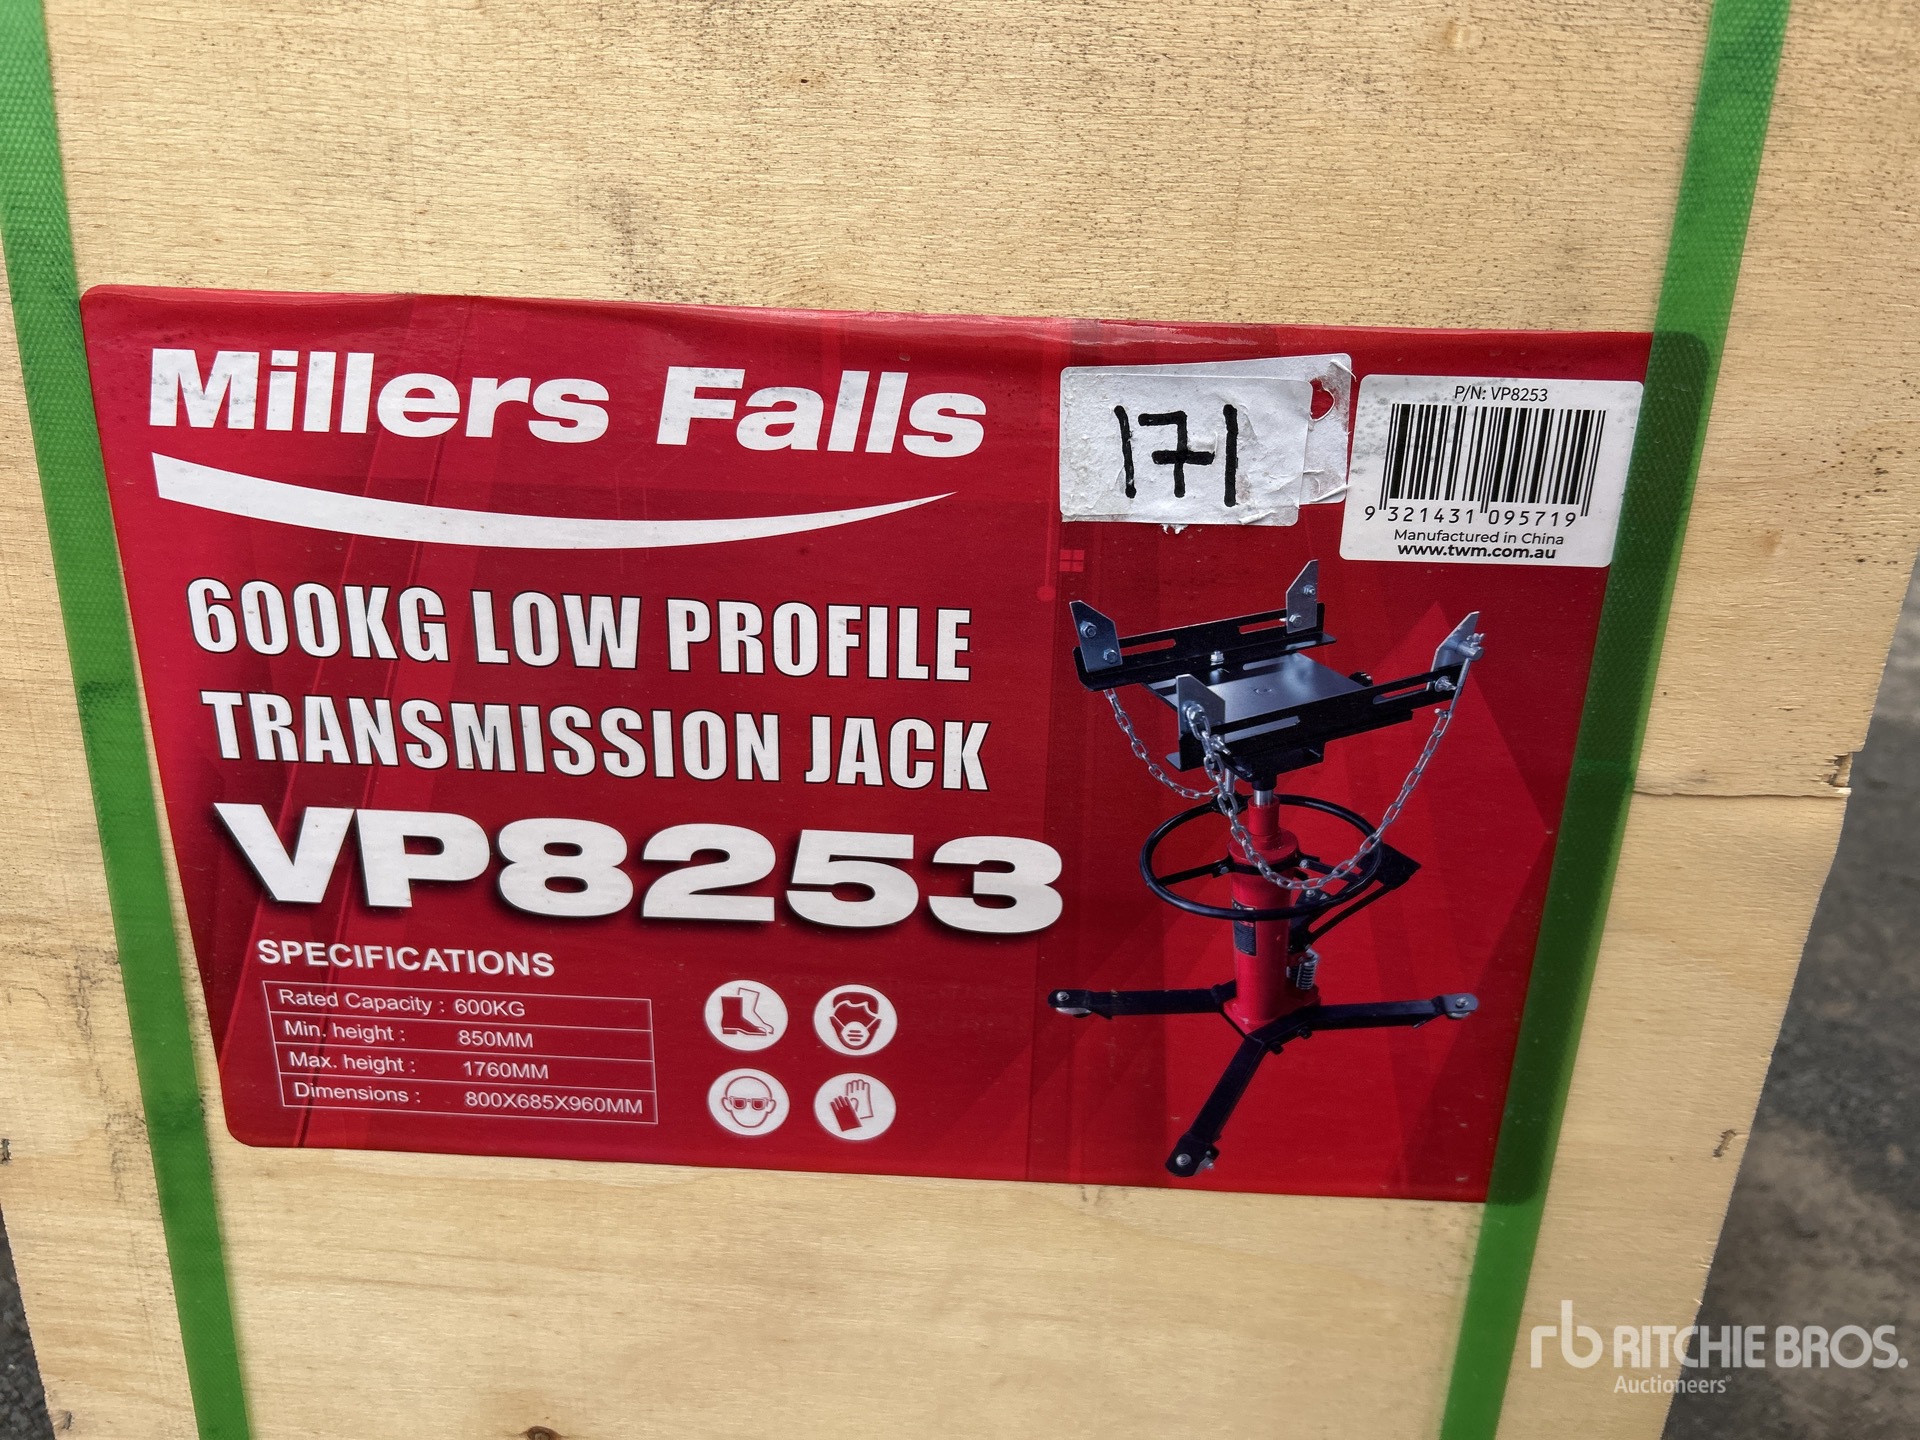 Millers Falls
171
P/N: VP8253
9 321431 095719
Manufactured in China
www.twm.com.au
600KG LOW PROFILE
TRANSMISSION JACK
VP8253
SPECIFICATIONS
Rated Capacity : 600KG
Min. height : 850MM
Max. height : 1760MM
Dimensions : 800X685X960MM
rb RITCHIE BROS.
Auctioneers